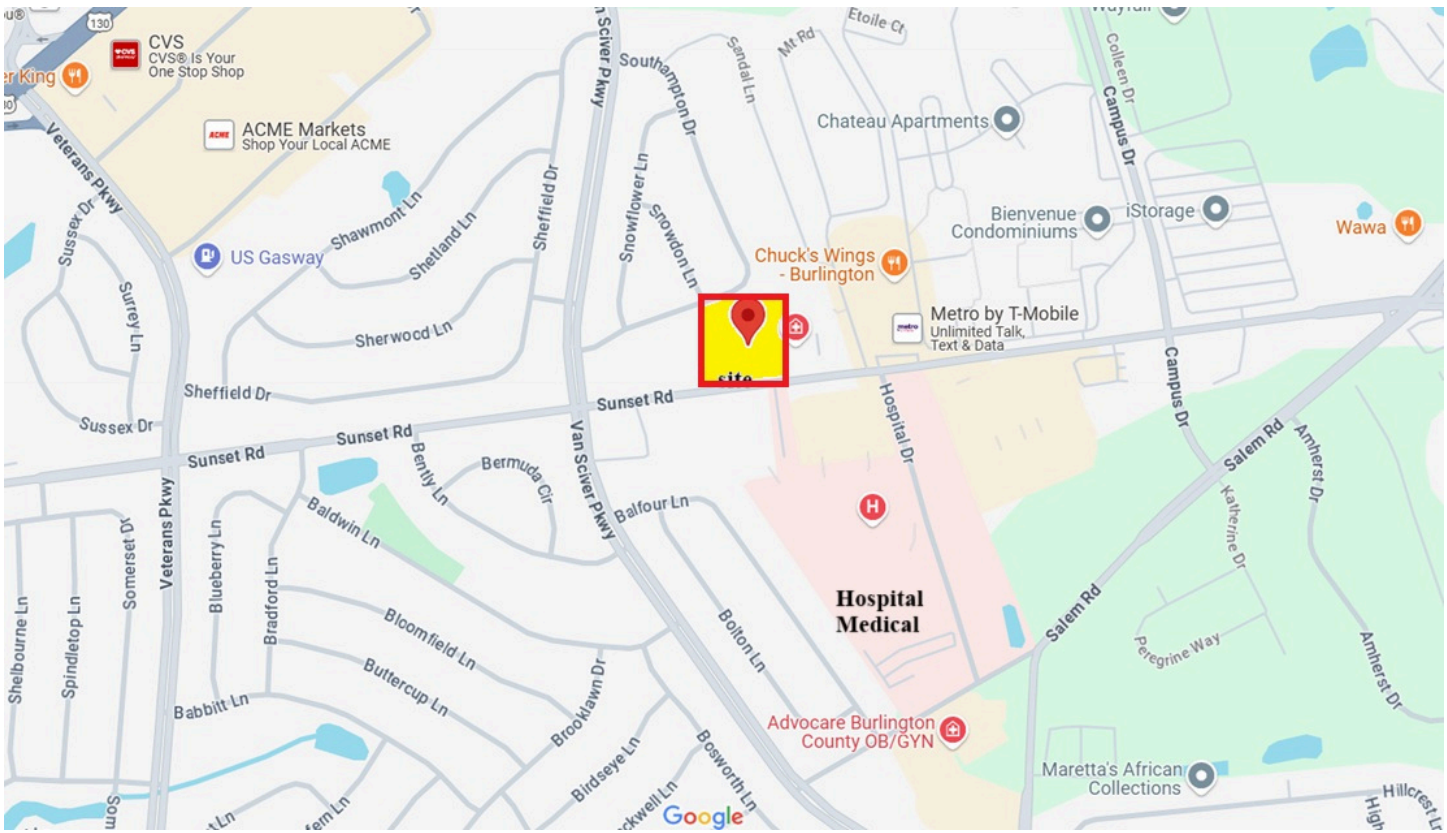 130
CVS
CVS® Is Your
One Stop Shop
ACME
ACME Markets
Shop Your Local ACME
Veterans Pkwy
Sussex Dr
Surrey Ln
US Gasway
Shawmont Ln
Shetland Ln
Sheffield Dr
Sherwood Ln
Sheffield Dr
Sussex Dr
n Sciver Pkwy
Southampton Dr
Sandal Ln
Mt Rd
Etoile Ct
Snowflower Ln
Snowdon Ln
Chateau Apartments
Colleen Dr
Campus Dr
Bienvenue
Condominiums
iStorage
Wawa
Chuck's Wings
- Burlington
metro
Metro by T-Mobile
Unlimited Talk,
Text & Data
site
Sunset Rd
Sunset Rd
Sunset Rd
Hospital Dr
Campus Dr
Salem Rd
Amherst Dr
Katherine Dr
Veterans Pkwy
Somerset Dr
Shelbourne Ln
Spindletop Ln
Blueberry Ln
Bradford Ln
Baldwin Ln
Bently Ln
Bermuda Cir
Van Sciver Pkwy
Balfour Ln
H
Hospital
Medical
Bolton Ln
Bloomfield Ln
Buttercup Ln
Babbitt Ln
Brooklawn Dr
Birdseye Ln
Bosworth Ln
Salem Rd
Peregrine Way
Amherst Dr
Advocare Burlington
County OB/GYN
Maretta's African
Collections
Google